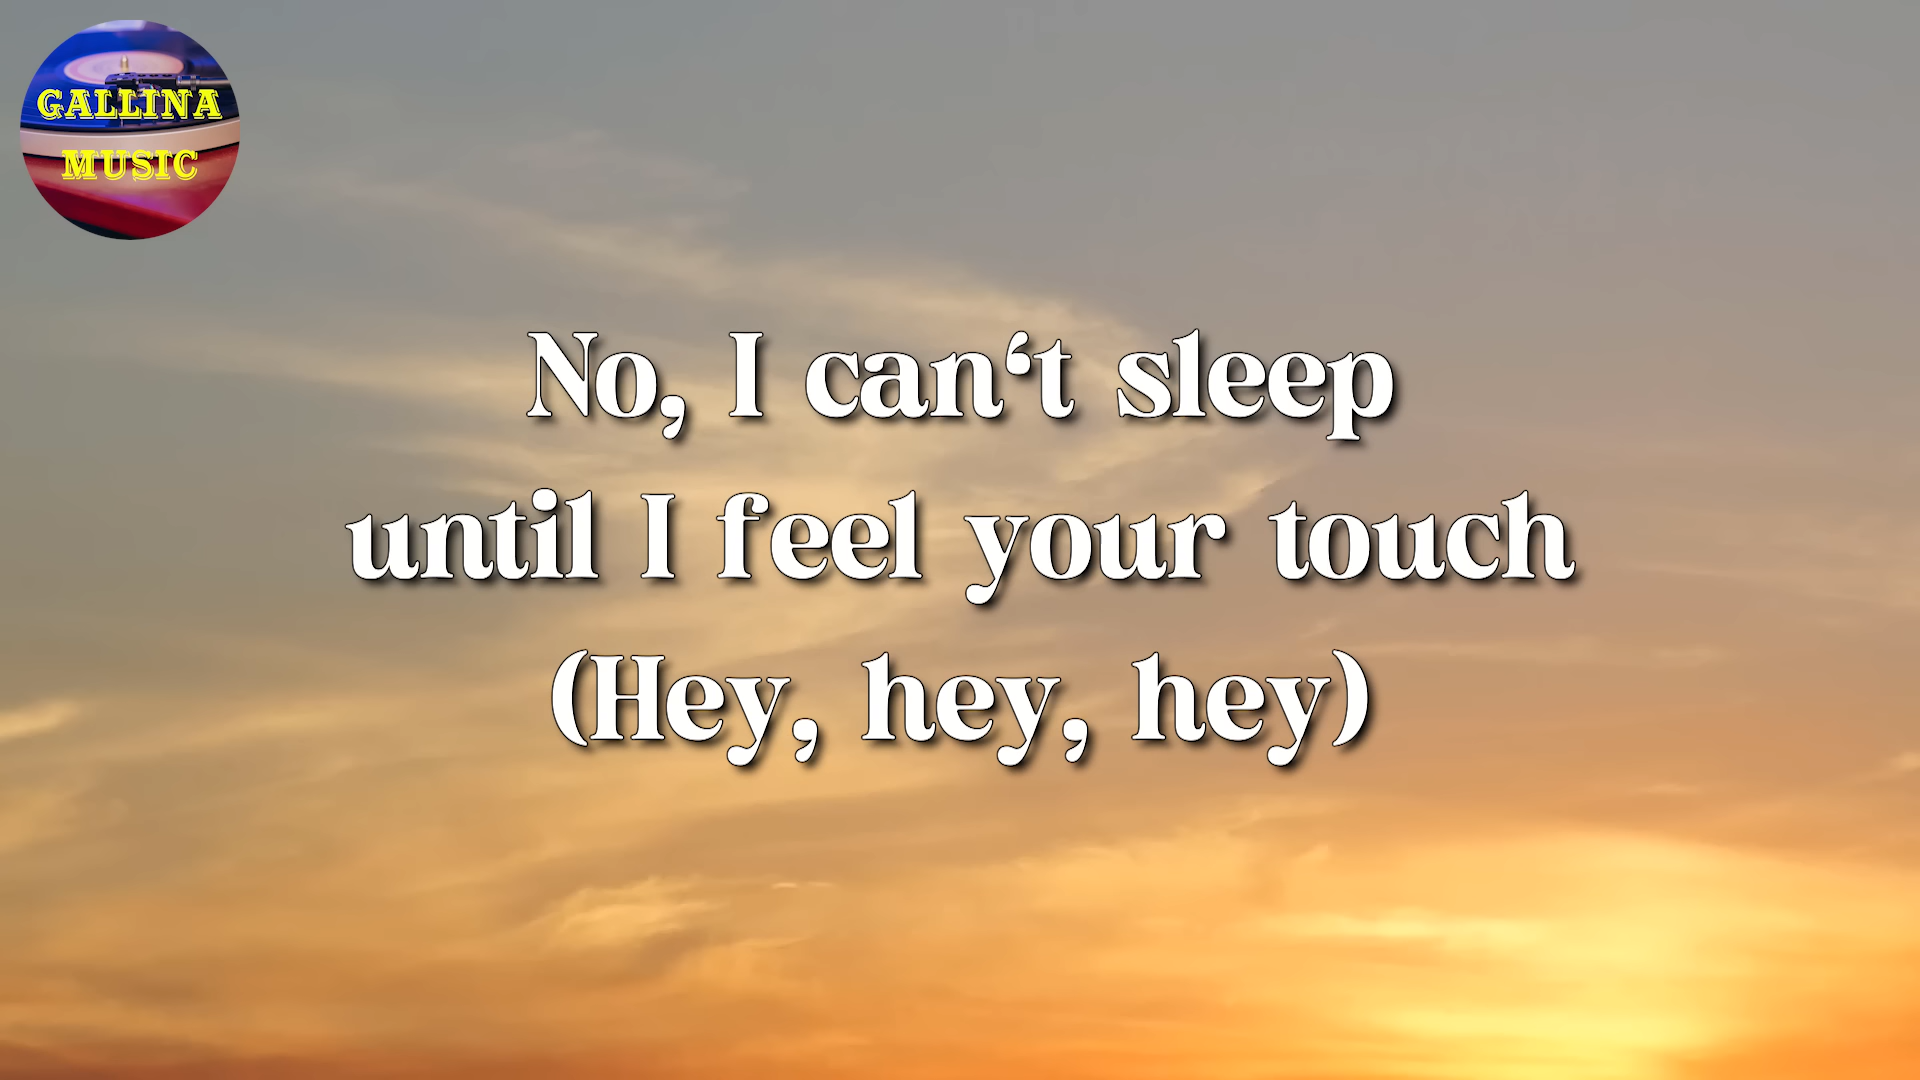 GALLINA
MUSIC
No, I can‘t sleep
until I feel your touch
(Hey, hey, hey)